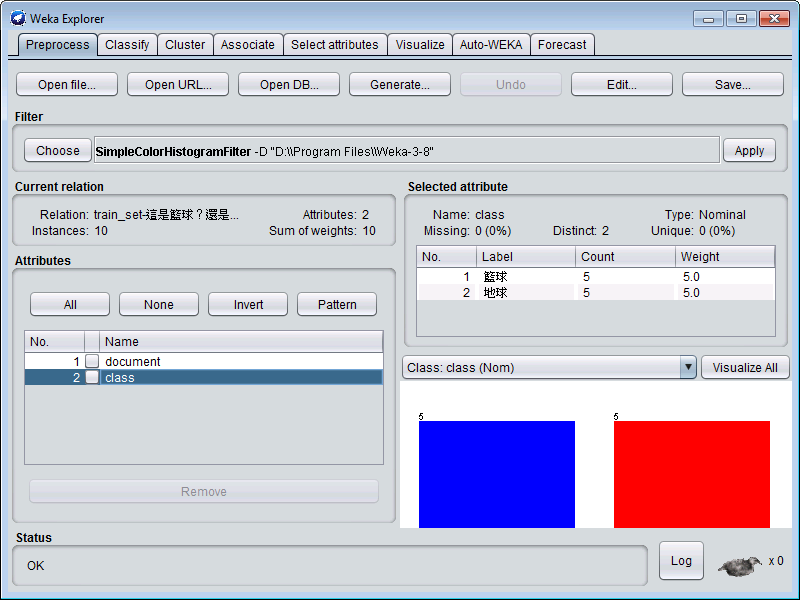 Weka Explorer
Preprocess Classify Cluster Associate Select attributes Visualize Auto-WEKA Forecast
Open file... Open URL... Open DB... Generate... Undo Edit... Save...
Filter
Choose SimpleColorHistogramFilter -D "D:\\Program Files\\Weka-3-8" Apply
Current relation
Relation: train_set-這是籃球？還是... Attributes: 2
Instances: 10 Sum of weights: 10
Selected attribute
Name: class Type: Nominal
Missing: 0 (0%) Distinct: 2 Unique: 0 (0%)
No. Label Count Weight
1 籃球 5 5.0
2 地球 5 5.0
Attributes
All None Invert Pattern
No. Name
1 document
2 class
Remove
Class: class (Nom) Visualize All
5 5
Status
OK
Log x 0